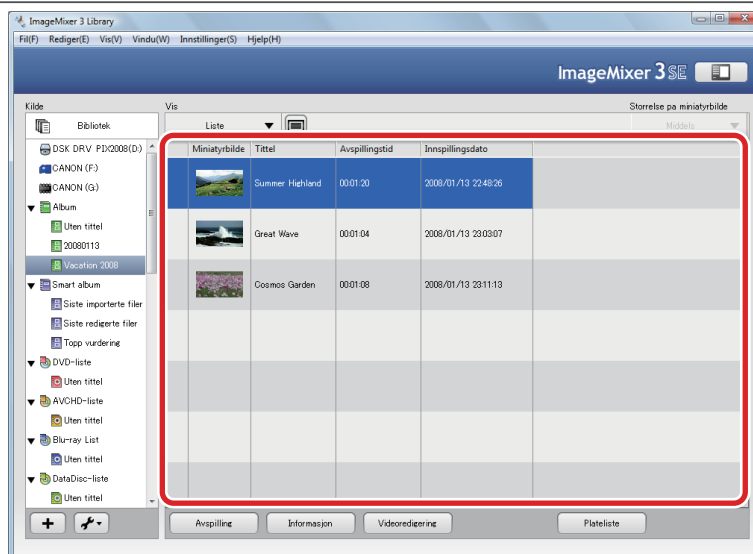 ImageMixer 3 Library
Fil(F) Rediger(E) Vis(V) Vindu(W) Innstillinger(S) Hjelp(H)
ImageMixer 3 SE
Kilde Vis Storrelse pa miniatyrbilde
Bibliotek Liste Middels
Miniatyrbilde Tittel Avspillingstid Innspillingsdato
DSK DRV PIX2008(D:)
CANON (F:)
CANON (G:)
Album
Uten tittel
20080113
Vacation 2008
Smart album
Siste importerte filer
Siste redigerte filer
Topp vurdering
DVD-liste
Uten tittel
AVCHD-liste
Uten tittel
Blu-ray List
Uten tittel
DataDisc-liste
Uten tittel
Summer Highland 00:01:20 2008/01/13 22:48:26
Great Wave 00:01:04 2008/01/13 23:03:07
Cosmos Garden 00:01:08 2008/01/13 23:11:13
Avspilling Informasjon Videoredigering Plateliste